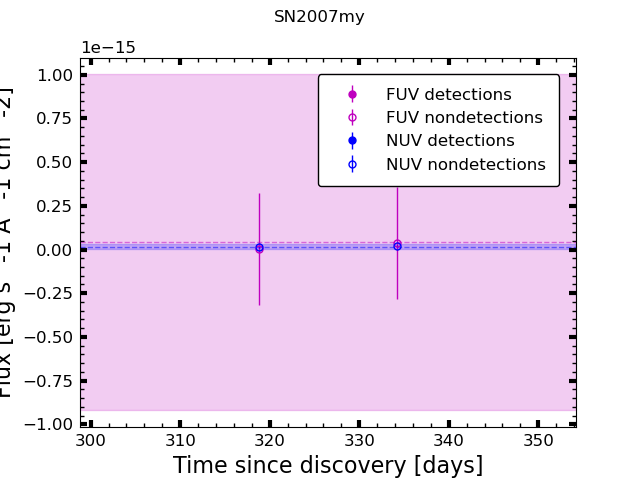 SN2007my
1e−15
Flux [erg s -1 A -1 cm -2]
1.00
0.75
0.50
0.25
0.00
−0.25
−0.50
−0.75
−1.00
FUV detections
FUV nondetections
NUV detections
NUV nondetections
300 310 320 330 340 350
Time since discovery [days]